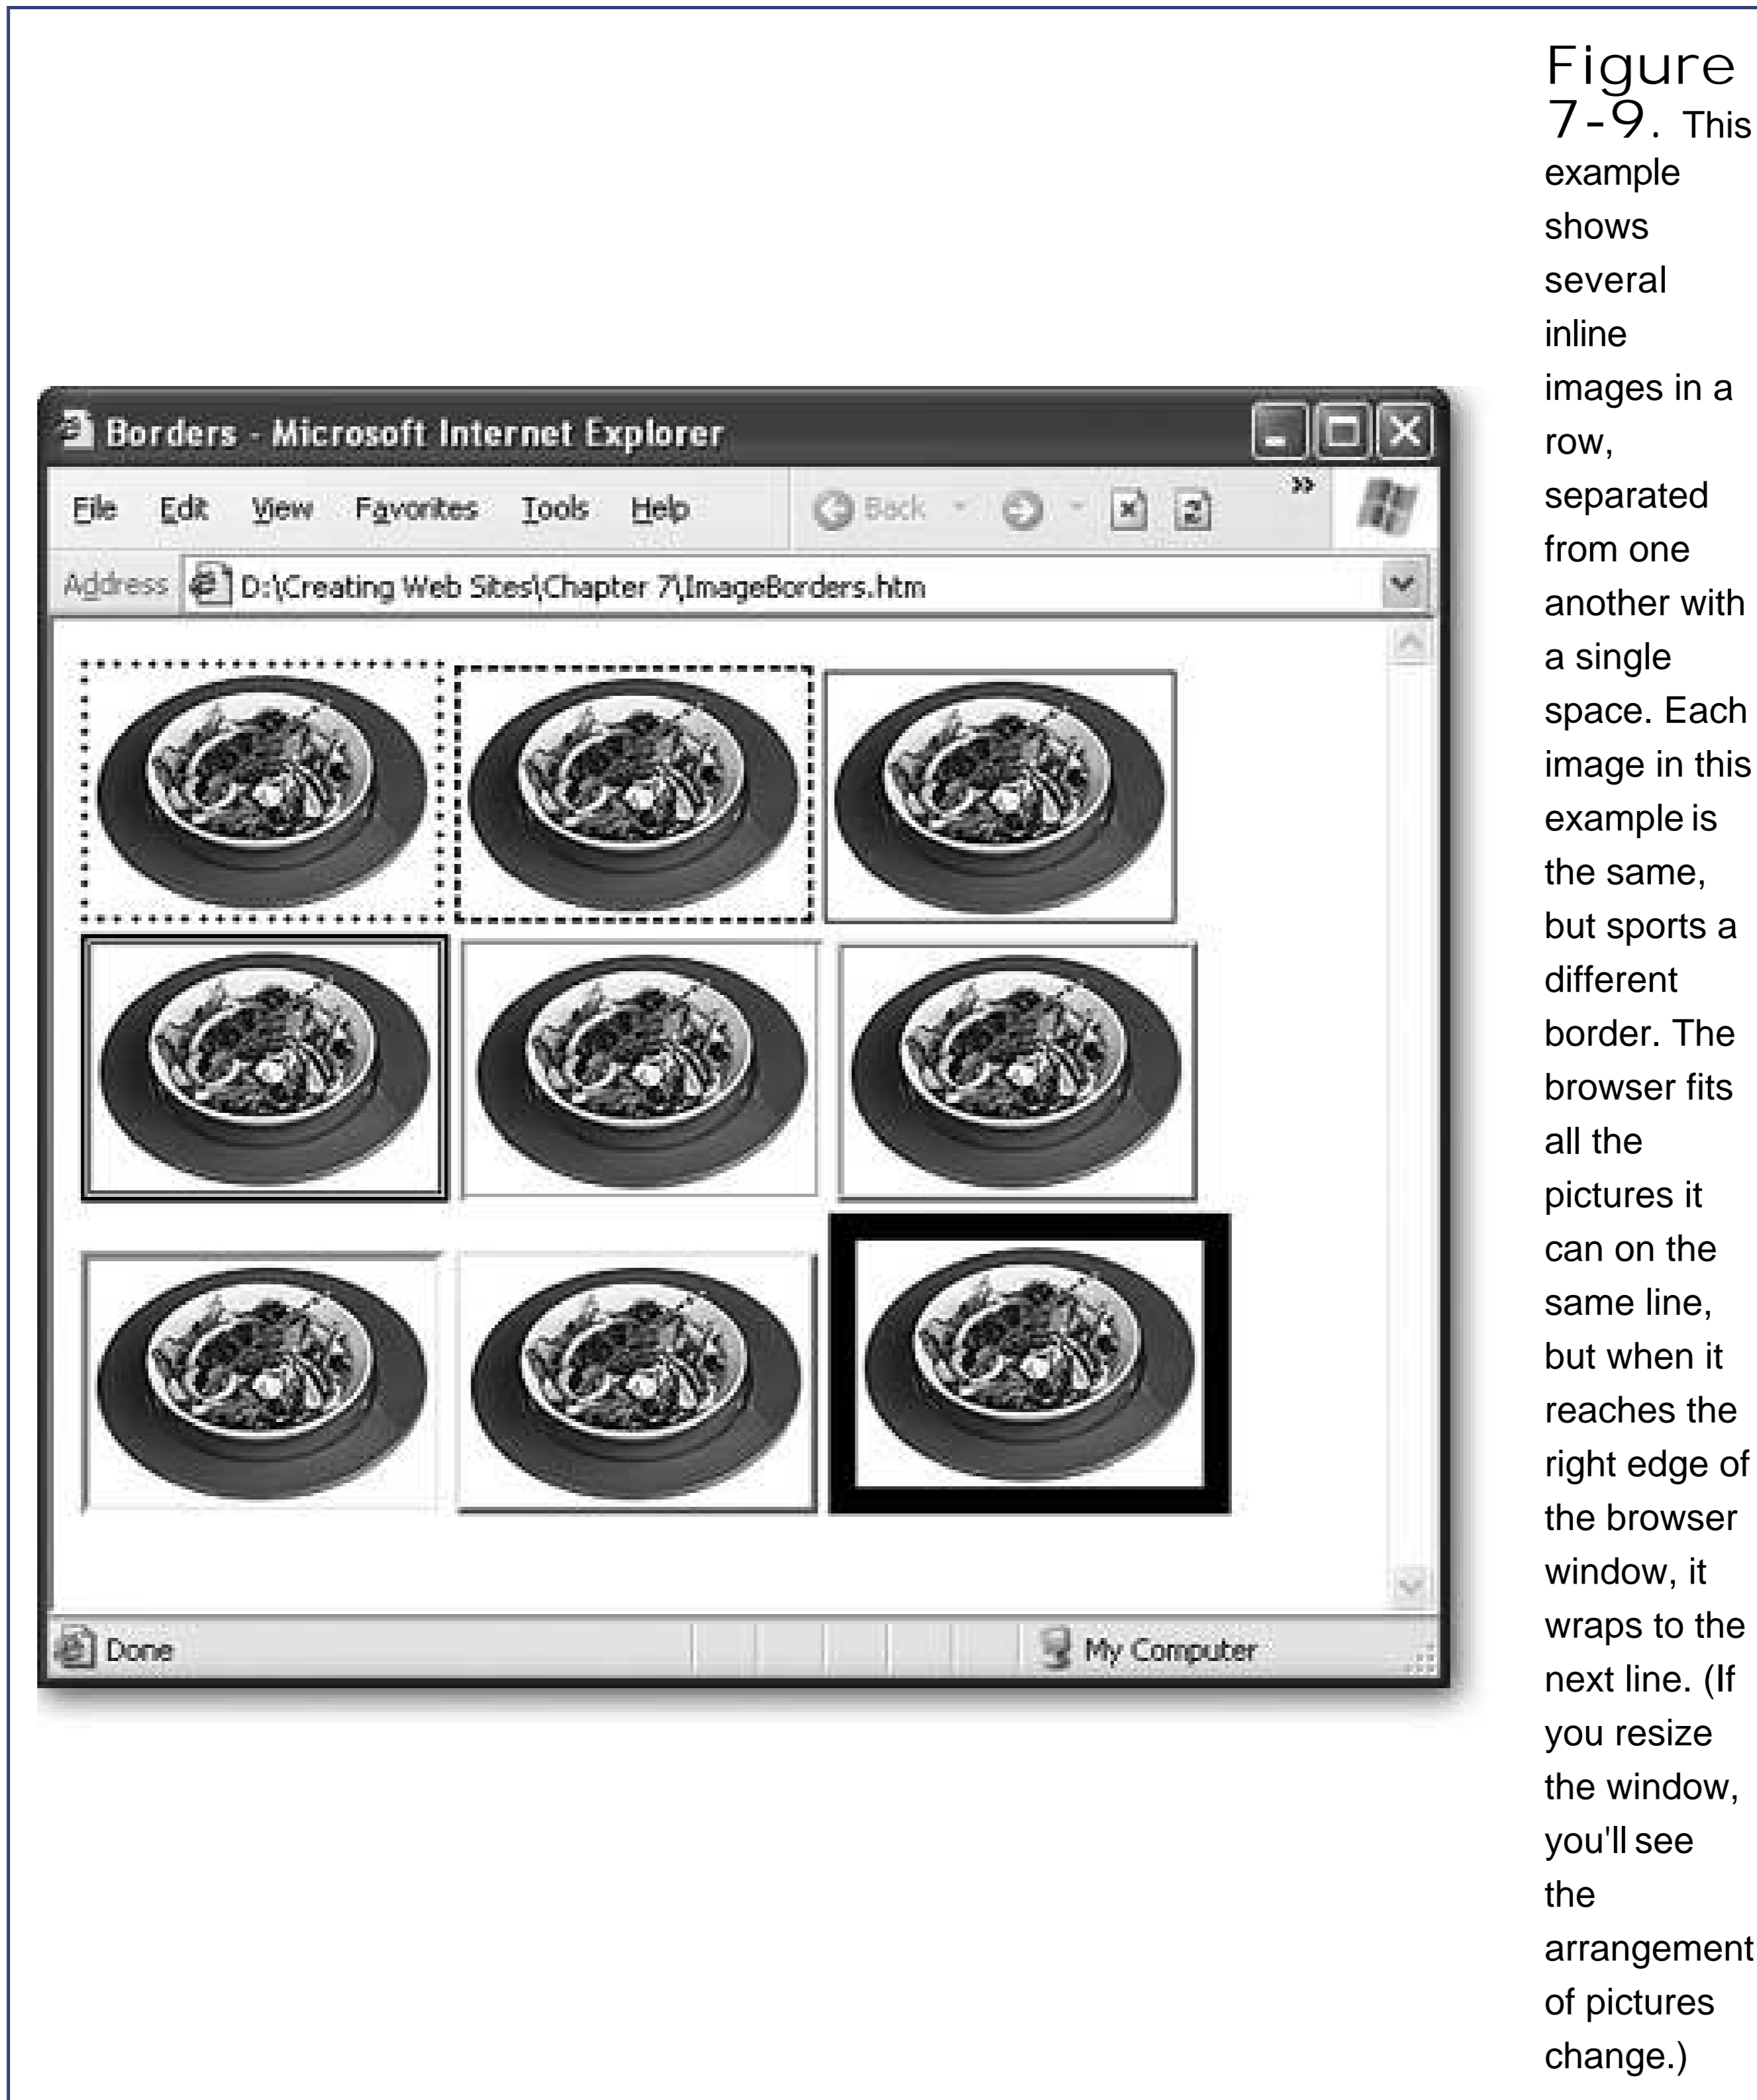 Borders - Microsoft Internet Explorer
File Edit View Favorites Tools Help Back »
Address D:\Creating Web Sites\Chapter 7\ImageBorders.htm
Done My Computer
Figure
7-9. This
example
shows
several
inline
images in a
row,
separated
from one
another with
a single
space. Each
image in this
example is
the same,
but sports a
different
border. The
browser fits
all the
pictures it
can on the
same line,
but when it
reaches the
right edge of
the browser
window, it
wraps to the
next line. (If
you resize
the window,
you'll see
the
arrangement
of pictures
change.)